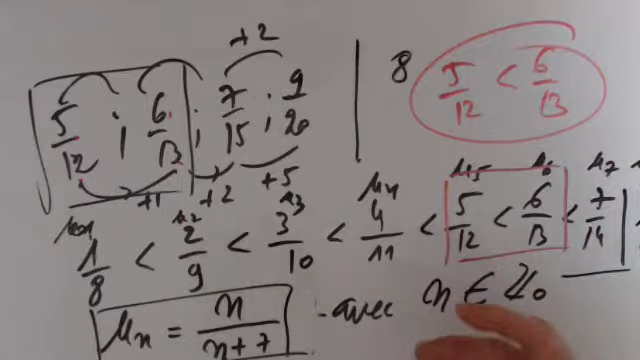 +2
5/12 ; 6/13 ; 7/15 ; 9/20
+1 +2 +5
8
5/12 < 6/13
u1 u2 u3 u4 u5 u6 u7
1/8 < 2/9 < 3/10 < 4/11 < 5/12 < 6/13 < 7/14
un = n/(n+7) avec n ∈